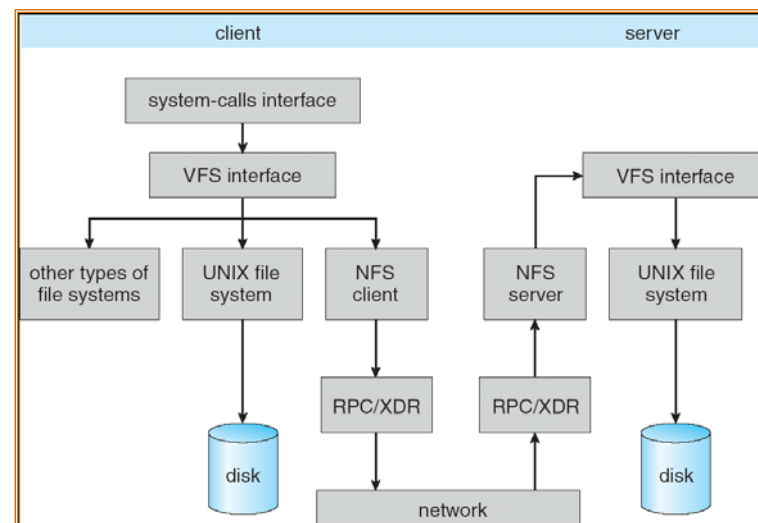 client
server
system-calls interface
VFS interface
VFS interface
other types of
file systems
UNIX file
system
NFS
client
NFS
server
UNIX file
system
RPC/XDR
RPC/XDR
disk
disk
network